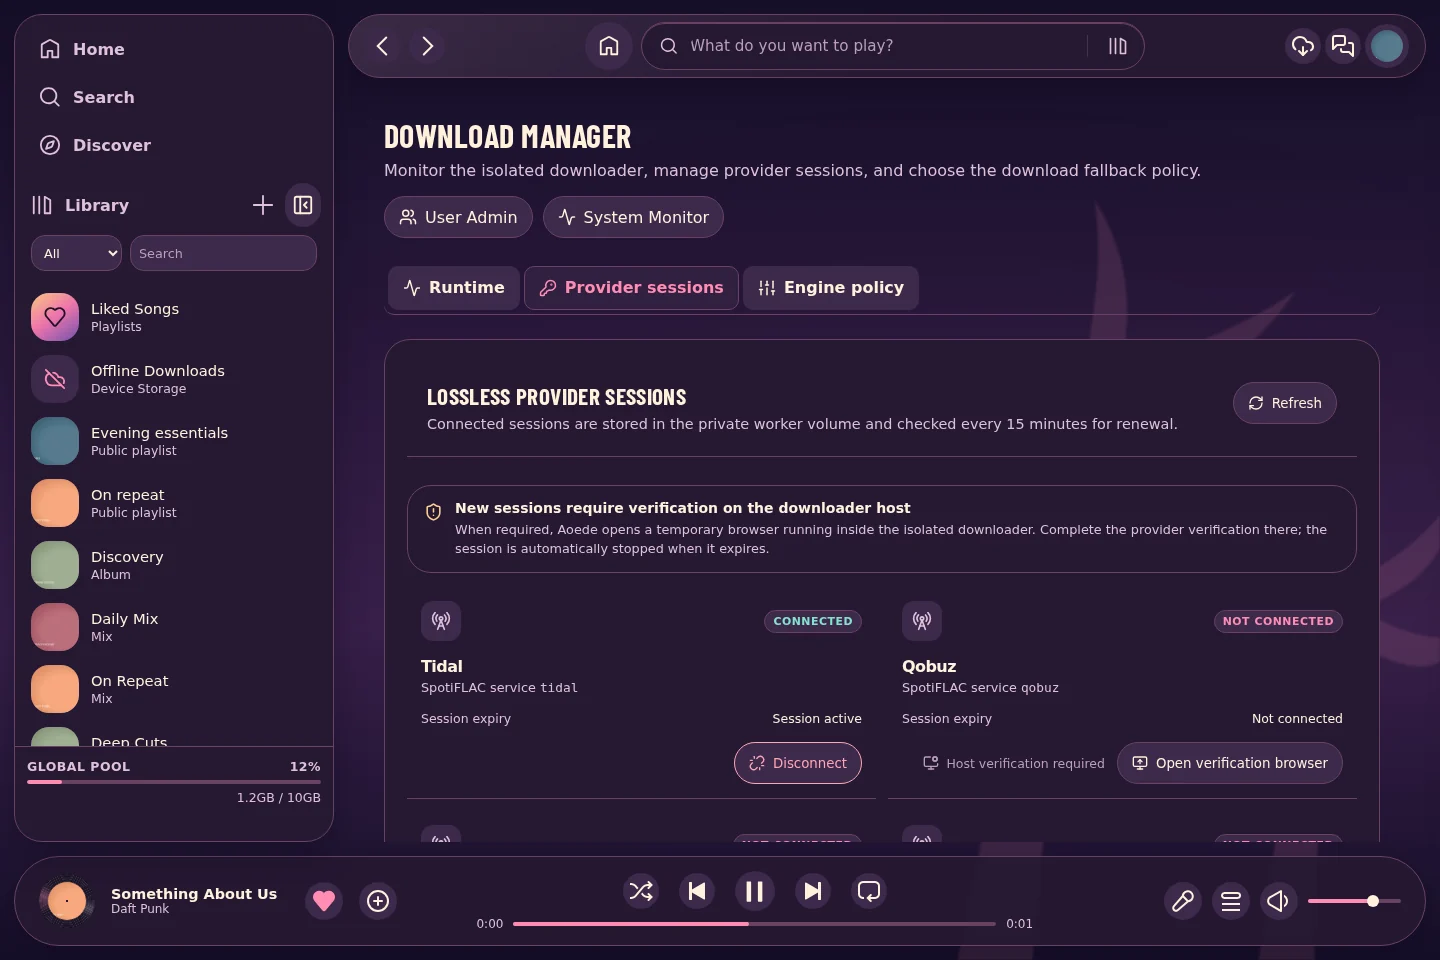 Home
Search
Discover
Library
All
Search
Liked Songs
Playlists
Offline Downloads
Device Storage
Evening essentials
Public playlist
On repeat
Public playlist
Discovery
Album
Daily Mix
Mix
On Repeat
Mix
Deep Cuts
GLOBAL POOL
12%
1.2GB / 10GB
What do you want to play?
DOWNLOAD MANAGER
Monitor the isolated downloader, manage provider sessions, and choose the download fallback policy.
User Admin
System Monitor
Runtime
Provider sessions
Engine policy
LOSSLESS PROVIDER SESSIONS
Connected sessions are stored in the private worker volume and checked every 15 minutes for renewal.
Refresh
New sessions require verification on the downloader host
When required, Aoede opens a temporary browser running inside the isolated downloader. Complete the provider verification there; the
session is automatically stopped when it expires.
CONNECTED
Tidal
SpotiFLAC service tidal
Session expiry
Session active
Disconnect
NOT CONNECTED
Qobuz
SpotiFLAC service qobuz
Session expiry
Not connected
Host verification required
Open verification browser
NOT CONNECTED
NOT CONNECTED
Something About Us
Daft Punk
0:00
0:01